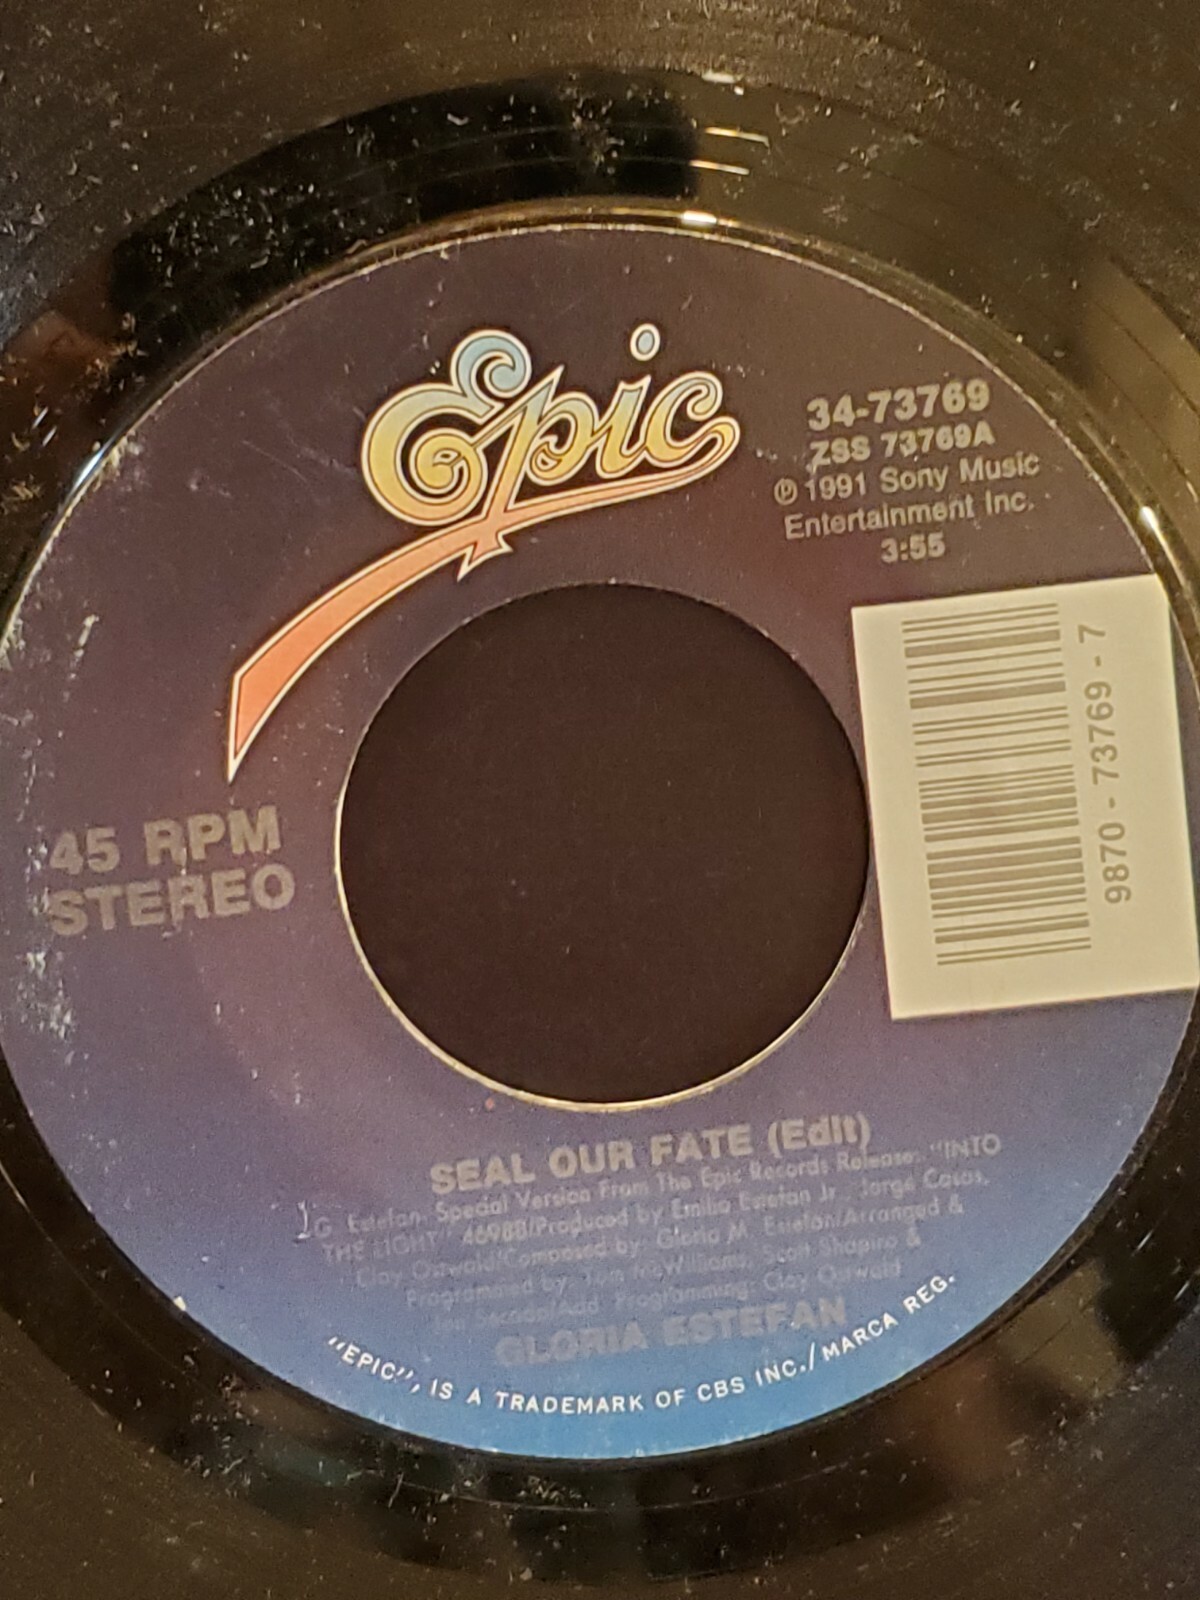 Epic
34-73769
ZSS 73769A
℗ 1991 Sony Music
Entertainment Inc.
3:55
9870 - 73769 - 7
45 RPM
STEREO
SEAL OUR FATE (Edit)
G. Estefan. Special Version From The Epic Records Release: "INTO
THE LIGHT" 46988/Produced by Emilio Estefan Jr., Jorge Casas,
Clay Ostwald/Composed by: Gloria M. Estefan/Arranged &
Programmed by: Tom McWilliams, Scott Shapiro &
Programming: Clay Ostwald
GLORIA ESTEFAN
"EPIC", IS A TRADEMARK OF CBS INC./MARCA REG.